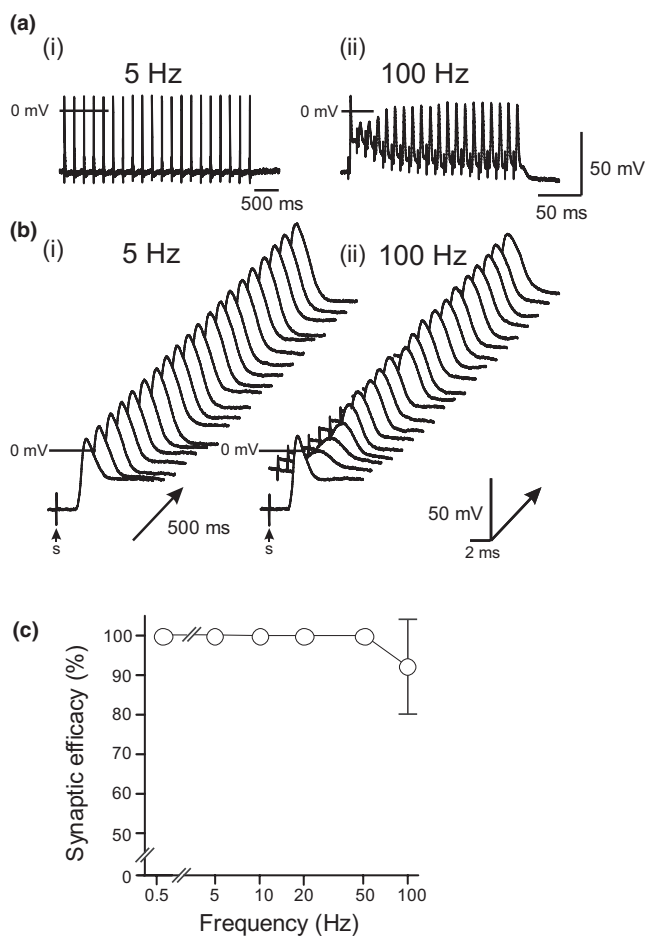 (a)
(i)
5 Hz
(ii)
100 Hz
0 mV
0 mV
500 ms
50 mV
50 ms
(b)
(i)
5 Hz
(ii)
100 Hz
0 mV
0 mV
s
500 ms
s
50 mV
2 ms
(c)
Synaptic efficacy (%)
100
90
80
70
60
50
0
0.5
5
10
20
50
100
Frequency (Hz)